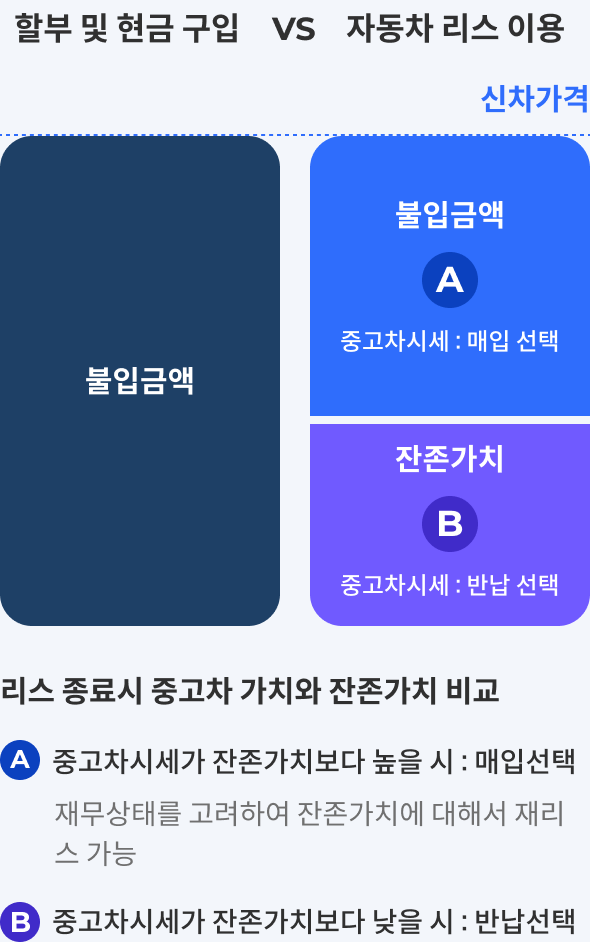 할부 및 현금 구입 VS 자동차 리스 이용
신차가격
불입금액
불입금액
A
중고차시세 : 매입 선택
잔존가치
B
중고차시세 : 반납 선택
리스 종료시 중고차 가치와 잔존가치 비교
A 중고차시세가 잔존가치보다 높을 시 : 매입선택
재무상태를 고려하여 잔존가치에 대해서 재리
스 가능
B 중고차시세가 잔존가치보다 낮을 시 : 반납선택